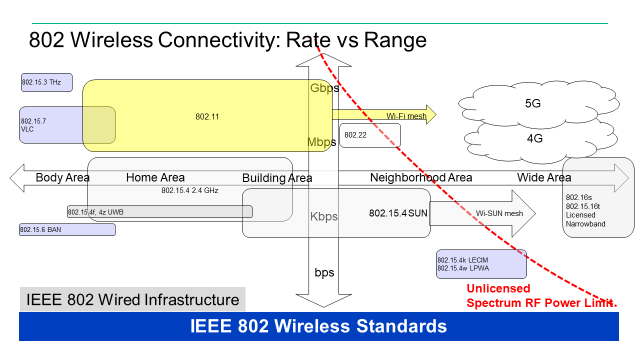 802 Wireless Connectivity: Rate vs Range
802.15.3 THz
Gbps
5G
802.15.7
VLC
802.11
Wi-Fi mesh
802.22
4G
Mbps
Body Area
Home Area
Building Area
Neighborhood Area
Wide Area
802.15.4 2.4 GHz
802.16s
802.15.16t
Licensed
Narrowband
802.15.4f, 4z UWB
Kbps
802.15.4 SUN
Wi-SUN mesh
802.15.6 BAN
802.15.4k LECIM
802.15.4w LPWA
bps
Unlicensed
Spectrum RF Power Limit.
IEEE 802 Wired Infrastructure
IEEE 802 Wireless Standards